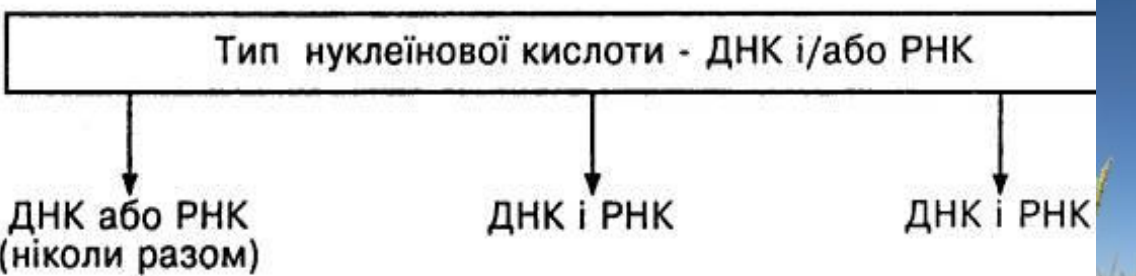 Тип нуклеїнової кислоти - ДНК і/або РНК
ДНК або РНК ДНК і РНК ДНК і РНК
(ніколи разом)